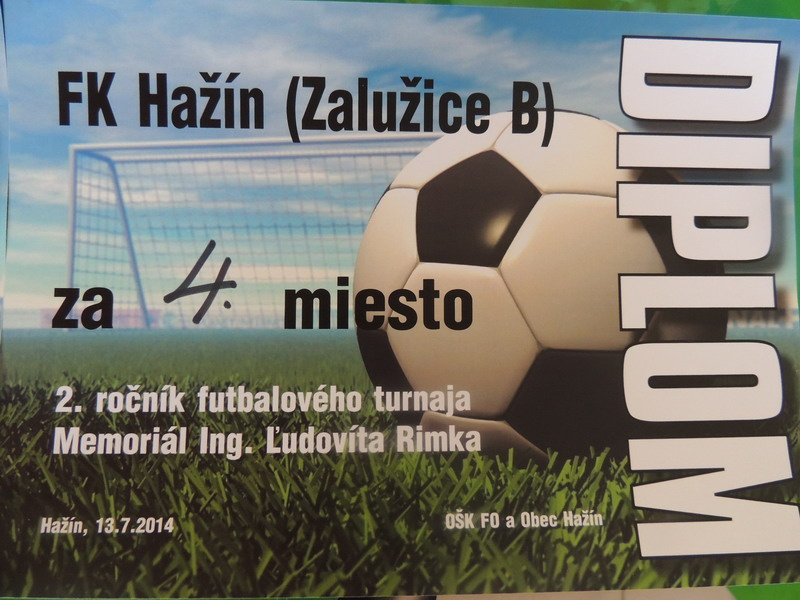 FK Hažín (Zalužice B)
za 4. miesto
2. ročník futbalového turnaja
Memoriál Ing. Ľudovíta Rimka
Hažín, 13.7.2014
OŠK FO a Obec Hažín
DIPLOM